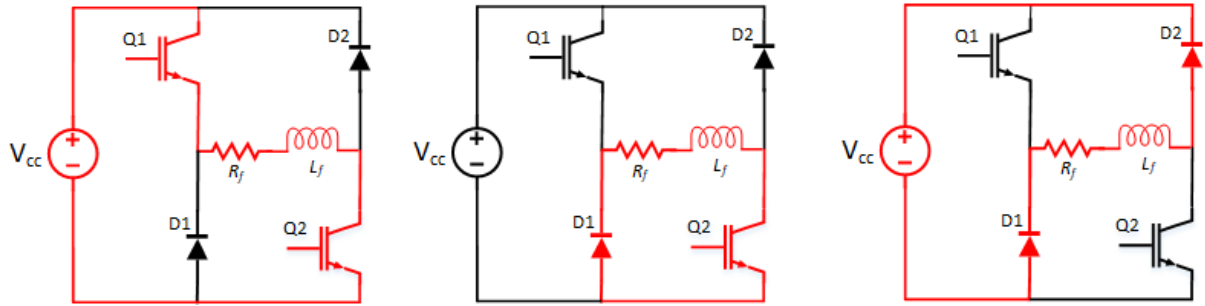 Q1
D2
+
−
Vcc
Rf
Lf
D1
Q2
Q1
D2
+
−
Vcc
Rf
Lf
D1
Q2
Q1
D2
+
−
Vcc
Rf
Lf
D1
Q2